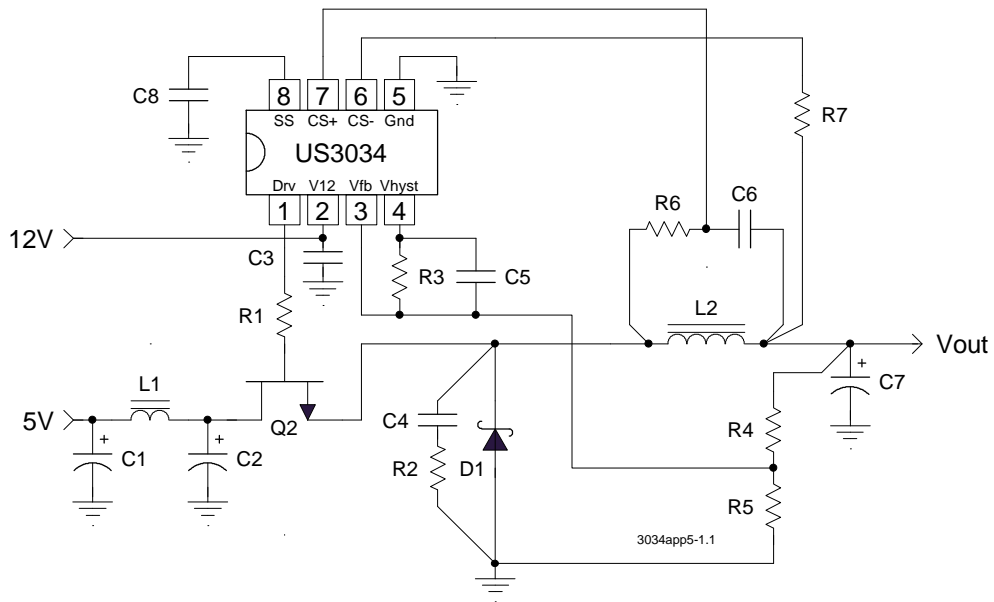 C8
8
7
6
5
SS
CS+
CS-
Gnd
R7
US3034
Drv
V12
Vfb
Vhyst
1
2
3
4
R6
C6
12V
C3
R3
C5
R1
L2
Vout
L1
5V
+
C1
+
C2
Q2
C4
R2
D1
+
C7
R4
R5
3034app5-1.1